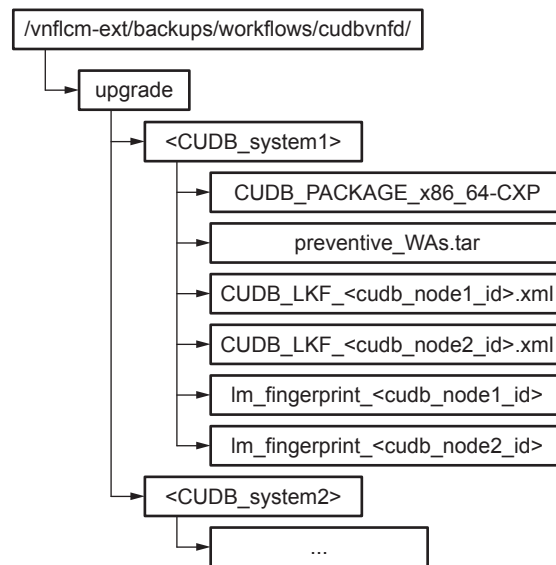 /vnflcm-ext/backups/workflows/cudbvnfd/
upgrade
<CUDB_system1>
CUDB_PACKAGE_x86_64-CXP
preventive_WAs.tar
CUDB_LKF_<cudb_node1_id>.xml
CUDB_LKF_<cudb_node2_id>.xml
lm_fingerprint_<cudb_node1_id>
lm_fingerprint_<cudb_node2_id>
<CUDB_system2>
...